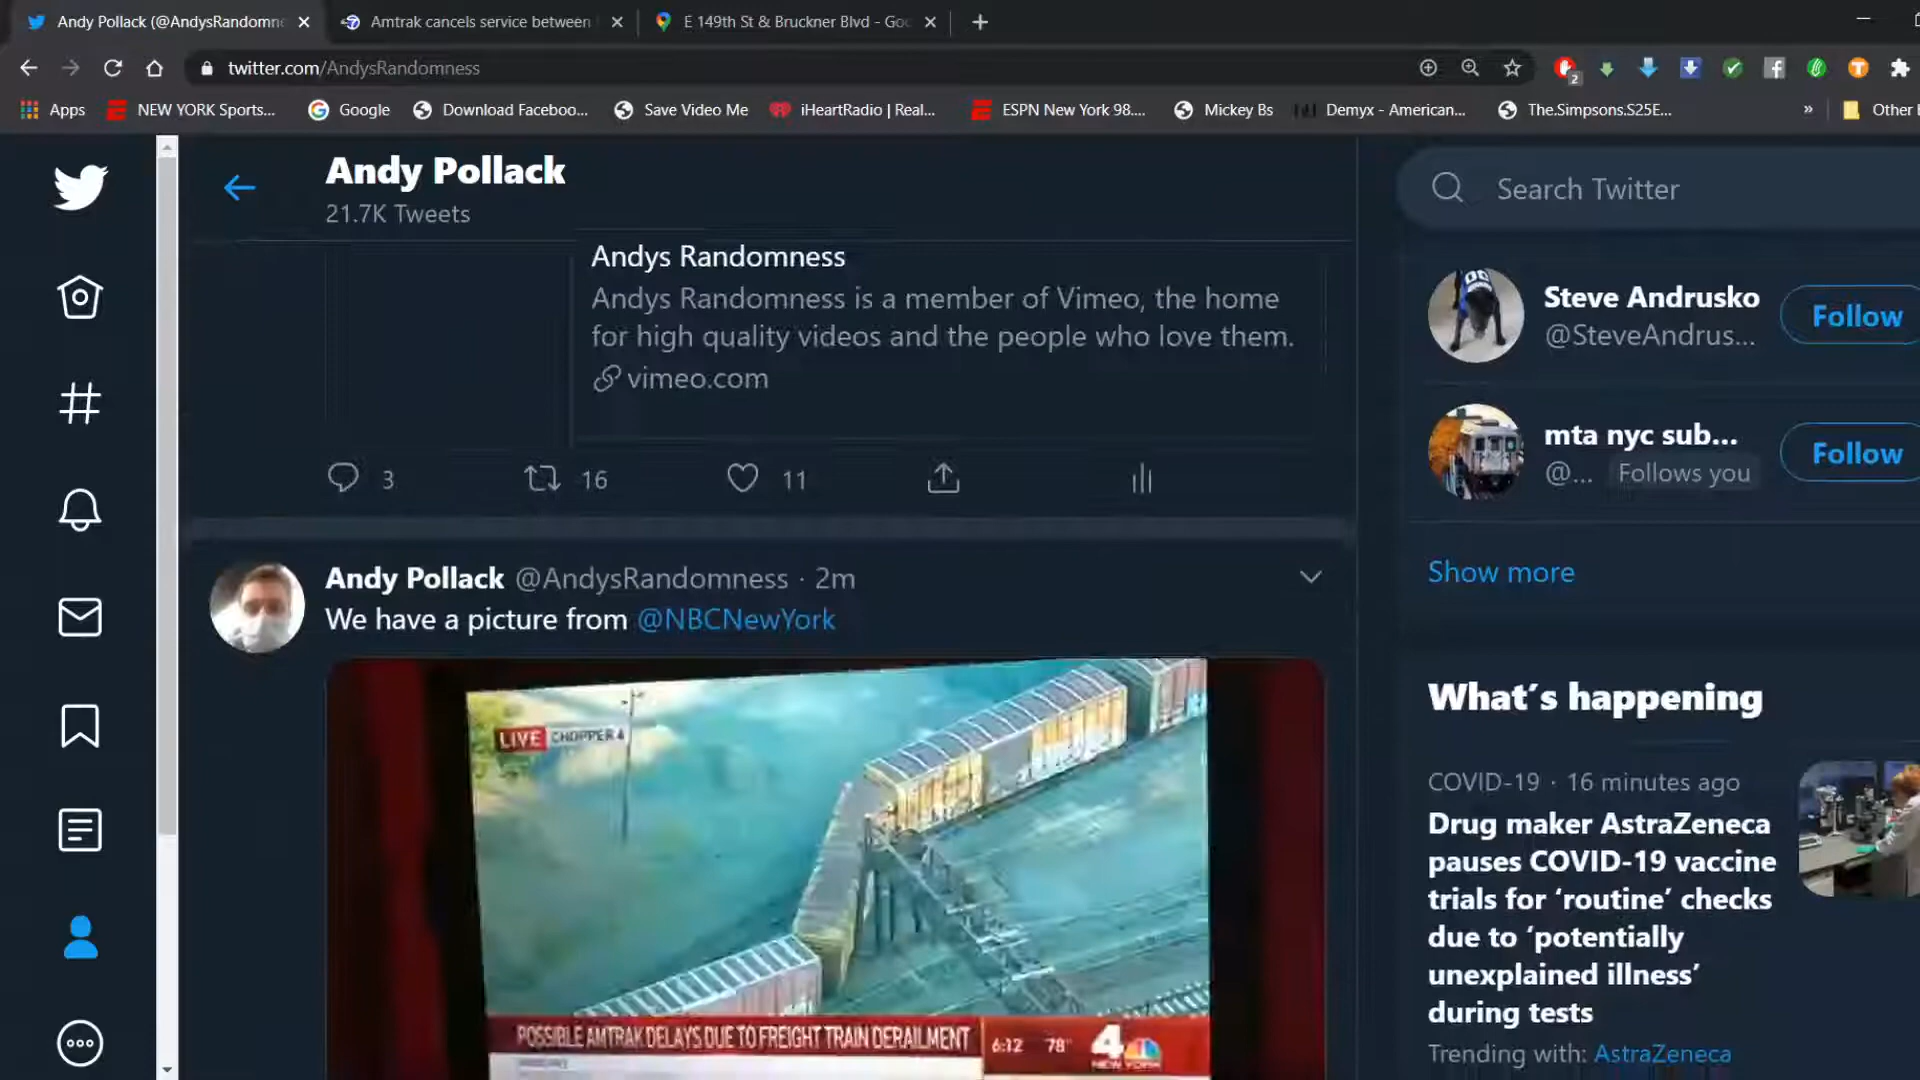 Andy Pollack (@AndysRandomne
Amtrak cancels service between
E 149th St & Bruckner Blvd - Goo
twitter.com/AndysRandomness
2
Apps
NEW YORK Sports...
Google
Download Faceboo...
Save Video Me
iHeartRadio | Real...
ESPN New York 98....
Mickey Bs
Demyx - American...
The.Simpsons.S25E...
»
Other
Andy Pollack
21.7K Tweets
Search Twitter
Andys Randomness
Andys Randomness is a member of Vimeo, the home
for high quality videos and the people who love them.
vimeo.com
3
16
11
Steve Andrusko
@SteveAndrus...
Follow
mta nyc sub...
@... Follows you
Follow
Show more
Andy Pollack @AndysRandomness · 2m
We have a picture from @NBCNewYork
LIVE CHOPPER 4
POSSIBLE AMTRAK DELAYS DUE TO FREIGHT TRAIN DERAILMENT
6:12 78°
4
NEW YORK
What's happening
COVID-19 · 16 minutes ago
Drug maker AstraZeneca
pauses COVID-19 vaccine
trials for ‘routine’ checks
due to ‘potentially
unexplained illness’
during tests
Trending with: AstraZeneca